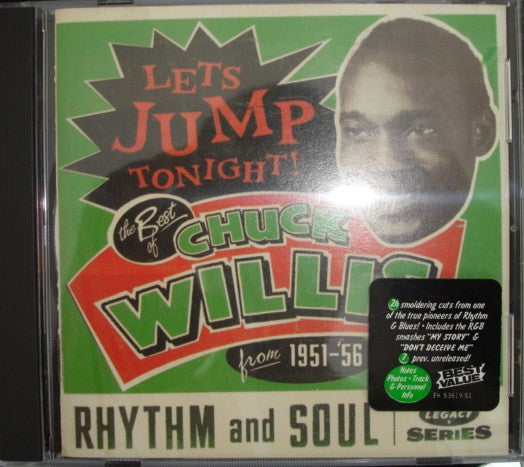 LETS
JUMP
TONIGHT!
the Best of
CHUCK
WILLIS
from 1951-'56
26 smoldering cuts from one
of the true pioneers of Rhythm
& Blues! • Includes the R&B
smashes "MY STORY" &
"DON'T DECEIVE ME"
2 prev. unreleased!
Notes
Photos • Track
& Personnel
Info
BEST
VALUE
RHYTHM and SOUL
LEGACY
SERIES